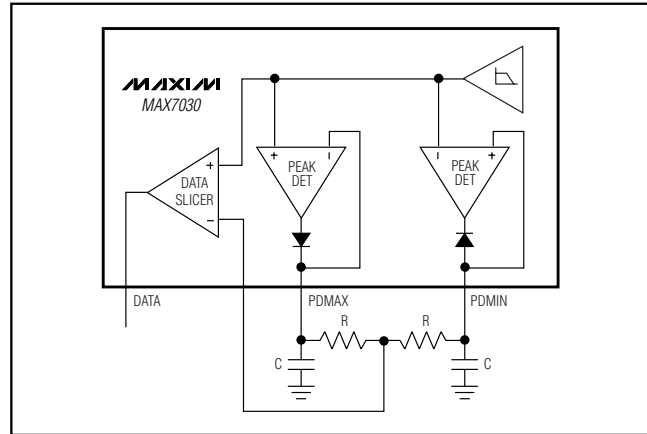 MAXIM
MAX7030
+
−
PEAK
DET
−
+
PEAK
DET
+
DATA
SLICER
−
DATA
PDMAX
PDMIN
R
R
C
C